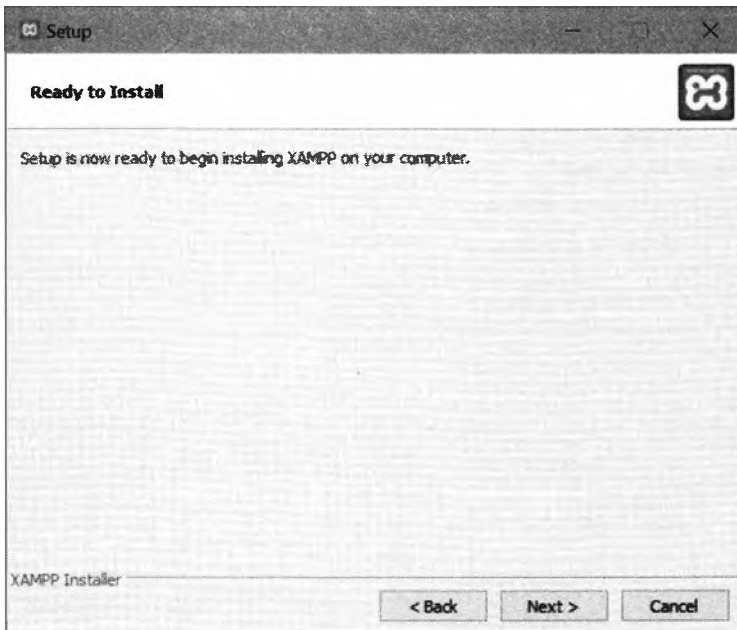 Setup
Ready to Install
Setup is now ready to begin installing XAMPP on your computer.
XAMPP Installer
< Back Next > Cancel